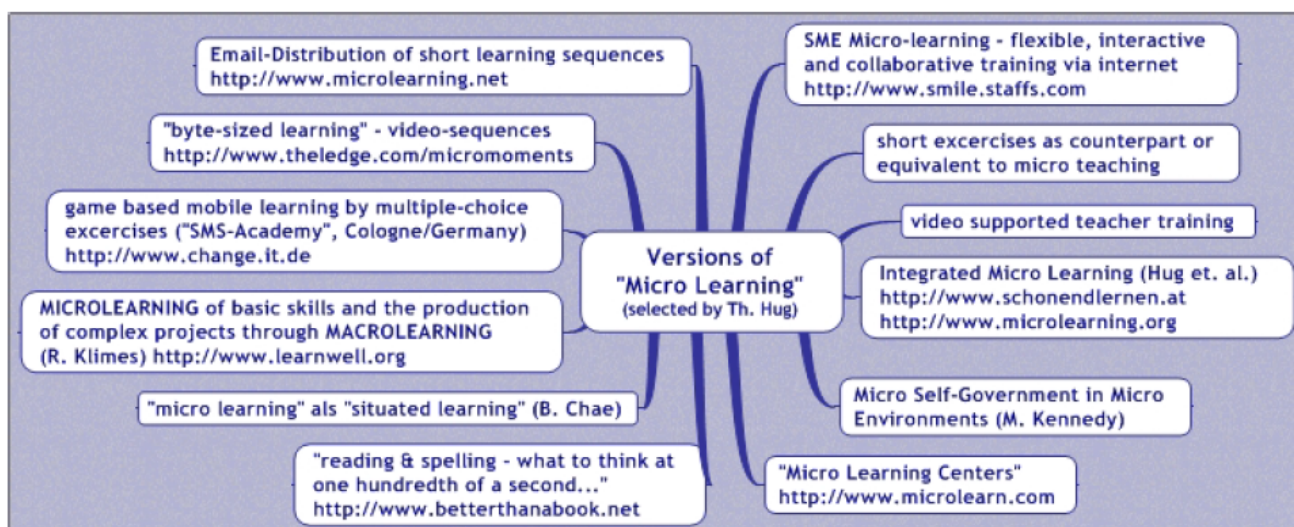 Email-Distribution of short learning sequences
http://www.microlearning.net
"byte-sized learning" - video-sequences
http://www.theledge.com/micromoments
game based mobile learning by multiple-choice
excercises ("SMS-Academy", Cologne/Germany)
http://www.change.it.de
MICROLEARNING of basic skills and the production
of complex projects through MACROLEARNING
(R. Klimes) http://www.learnwell.org
"micro learning" als "situated learning" (B. Chae)
"reading & spelling - what to think at
one hundredth of a second..."
http://www.betterthanabook.net
Versions of
"Micro Learning"
(selected by Th. Hug)
SME Micro-learning - flexible, interactive
and collaborative training via internet
http://www.smile.staffs.com
short excercises as counterpart or
equivalent to micro teaching
video supported teacher training
Integrated Micro Learning (Hug et. al.)
http://www.schonendlernen.at
http://www.microlearning.org
Micro Self-Government in Micro
Environments (M. Kennedy)
"Micro Learning Centers"
http://www.microlearn.com